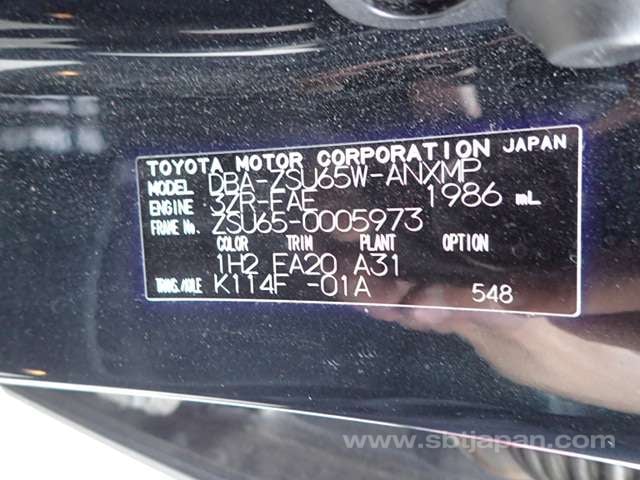 TOYOTA MOTOR CORPORATION JAPAN
MODEL DBA-ZSU65W-ANXMP
ENGINE 3ZR-FAE 1986 mL
FRAME No. ZSU65-0005973
COLOR TRIM PLANT OPTION
1H2 FA20 A31
TRANS./AXLE K114F -01A 548
www.sbtjapan.com